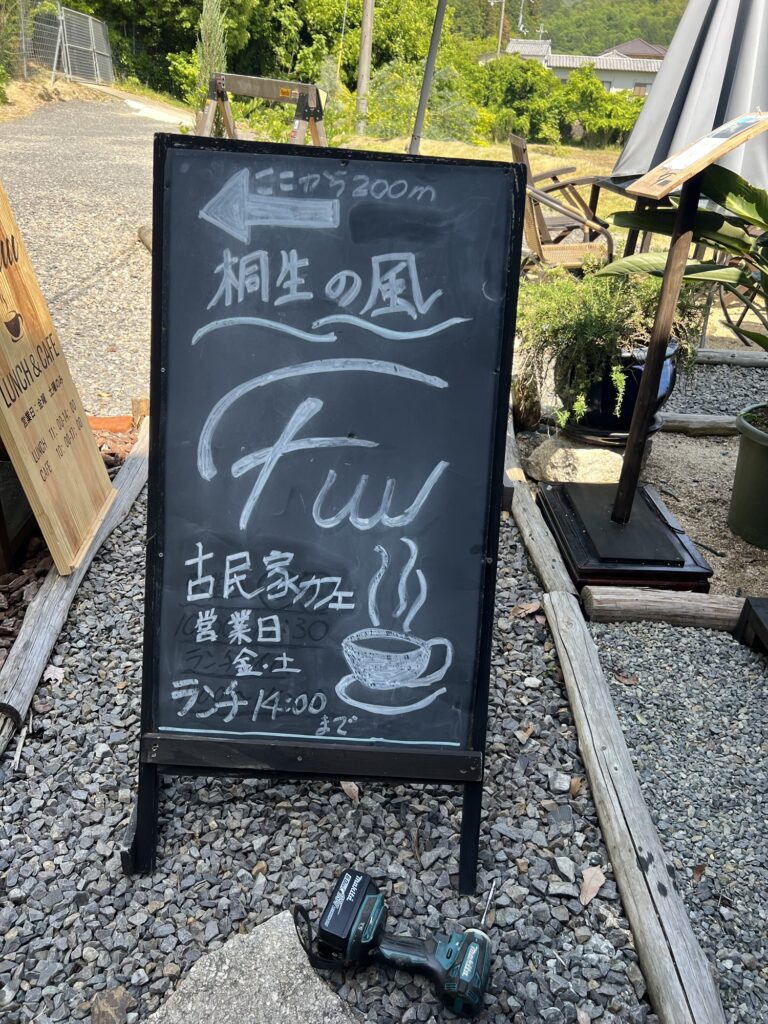 ここから200m
桐生の風
Fuu
古民家カフェ
営業日
金・土
ランチ 14:00
まで
LUNCH & CAFE
makita
makita